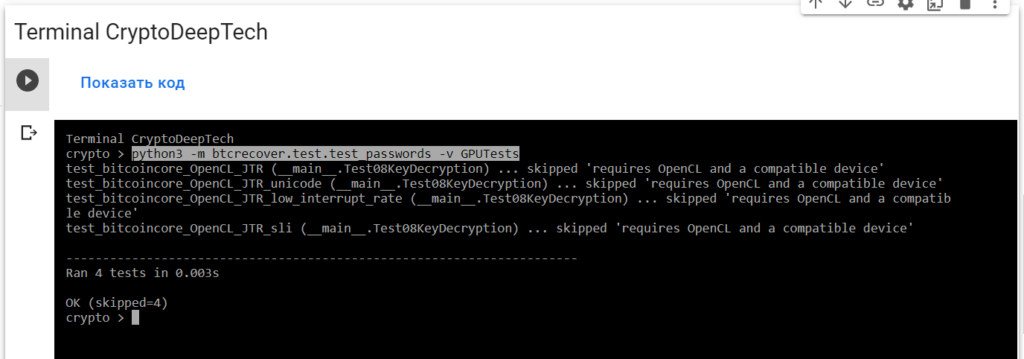 Terminal CryptoDeepTech
Показать код
Terminal CryptoDeepTech
crypto > python3 -m btcrecover.test.test_passwords -v GPUTests
test_bitcoincore_OpenCL_JTR (__main__.Test08KeyDecryption) ... skipped 'requires OpenCL and a compatible device'
test_bitcoincore_OpenCL_JTR_unicode (__main__.Test08KeyDecryption) ... skipped 'requires OpenCL and a compatible device'
test_bitcoincore_OpenCL_JTR_low_interrupt_rate (__main__.Test08KeyDecryption) ... skipped 'requires OpenCL and a compatib
le device'
test_bitcoincore_OpenCL_JTR_sli (__main__.Test08KeyDecryption) ... skipped 'requires OpenCL and a compatible device'
----------------------------------------------------------------------
Ran 4 tests in 0.003s
OK (skipped=4)
crypto >